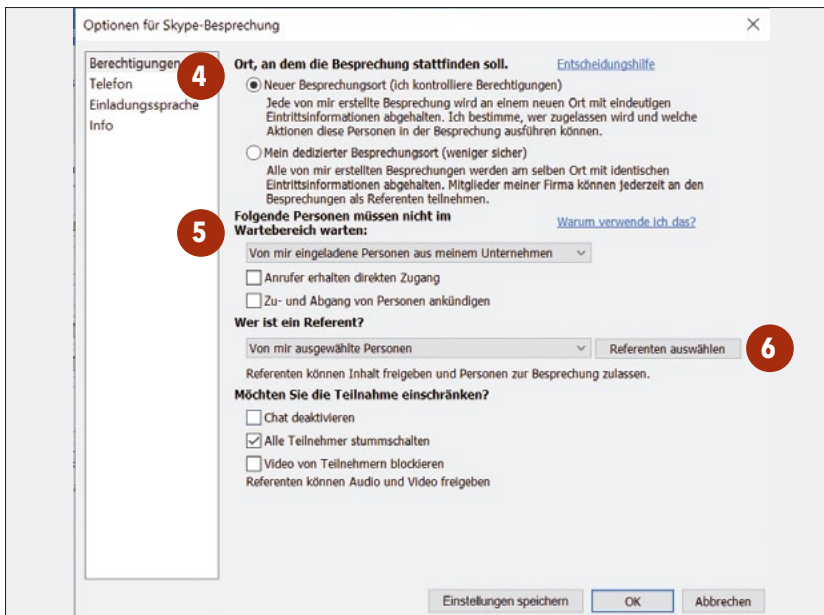 Optionen für Skype-Besprechung
Berechtigungen
Telefon
Einladungssprache
Info
4
Ort, an dem die Besprechung stattfinden soll. Entscheidungshilfe
Neuer Besprechungsort (ich kontrolliere Berechtigungen)
Jede von mir erstellte Besprechung wird an einem neuen Ort mit eindeutigen
Eintrittsinformationen abgehalten. Ich bestimme, wer zugelassen wird und welche
Aktionen diese Personen in der Besprechung ausführen können.
Mein dedizierter Besprechungsort (weniger sicher)
Alle von mir erstellten Besprechungen werden am selben Ort mit identischen
Eintrittsinformationen abgehalten. Mitglieder meiner Firma können jederzeit an den
Besprechungen als Referenten teilnehmen.
5
Folgende Personen müssen nicht im
Wartebereich warten:
Warum verwende ich das?
Von mir eingeladene Personen aus meinem Unternehmen
Anrufer erhalten direkten Zugang
Zu- und Abgang von Personen ankündigen
Wer ist ein Referent?
Von mir ausgewählte Personen Referenten auswählen 6
Referenten können Inhalt freigeben und Personen zur Besprechung zulassen.
Möchten Sie die Teilnahme einschränken?
Chat deaktivieren
Alle Teilnehmer stummschalten
Video von Teilnehmern blockieren
Referenten können Audio und Video freigeben
Einstellungen speichern OK Abbrechen